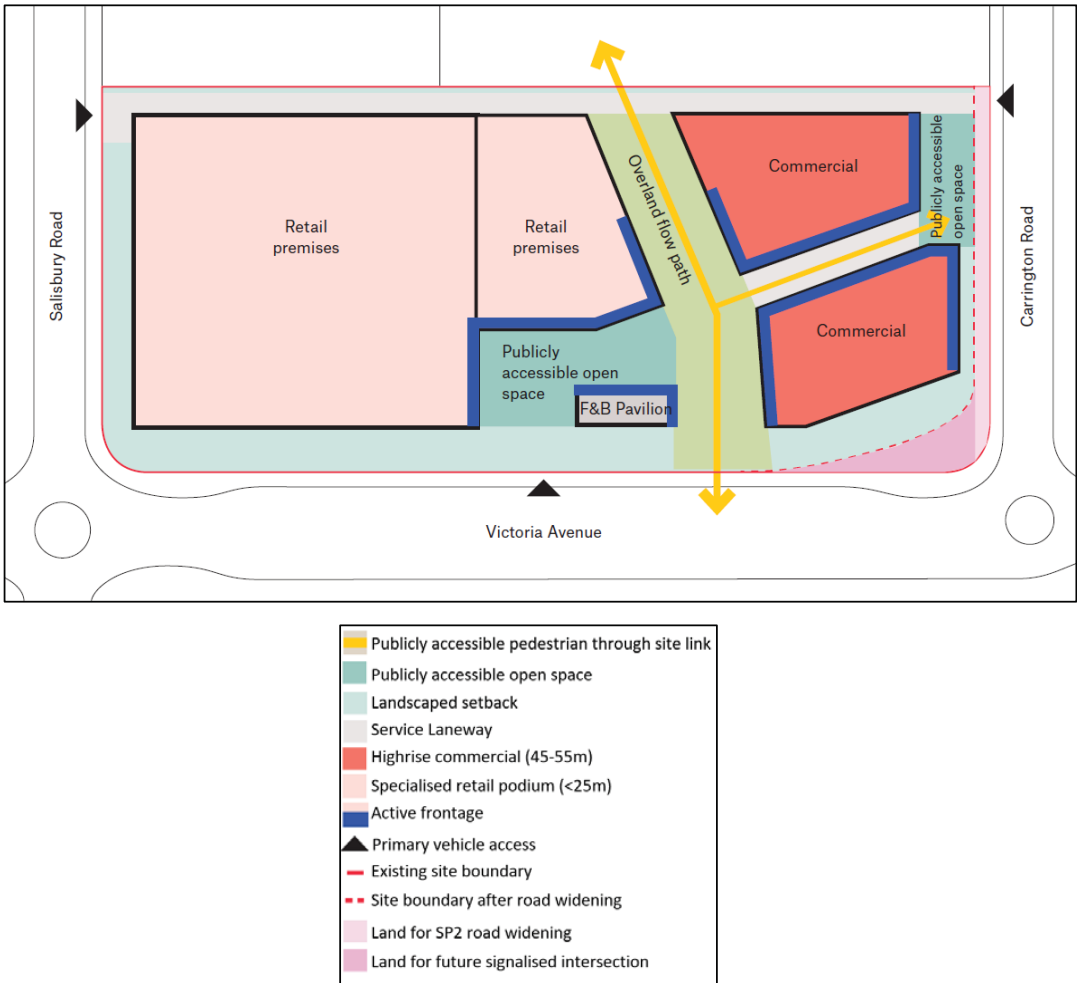 Salisbury Road
Retail
premises
Retail
premises
Overland flow path
Commercial
Publicly accessible
open space
Carrington Road
Commercial
Publicly
accessible open
space
F&B Pavilion
Victoria Avenue
Publicly accessible pedestrian through site link
Publicly accessible open space
Landscaped setback
Service Laneway
Highrise commercial (45-55m)
Specialised retail podium (<25m)
Active frontage
Primary vehicle access
Existing site boundary
Site boundary after road widening
Land for SP2 road widening
Land for future signalised intersection